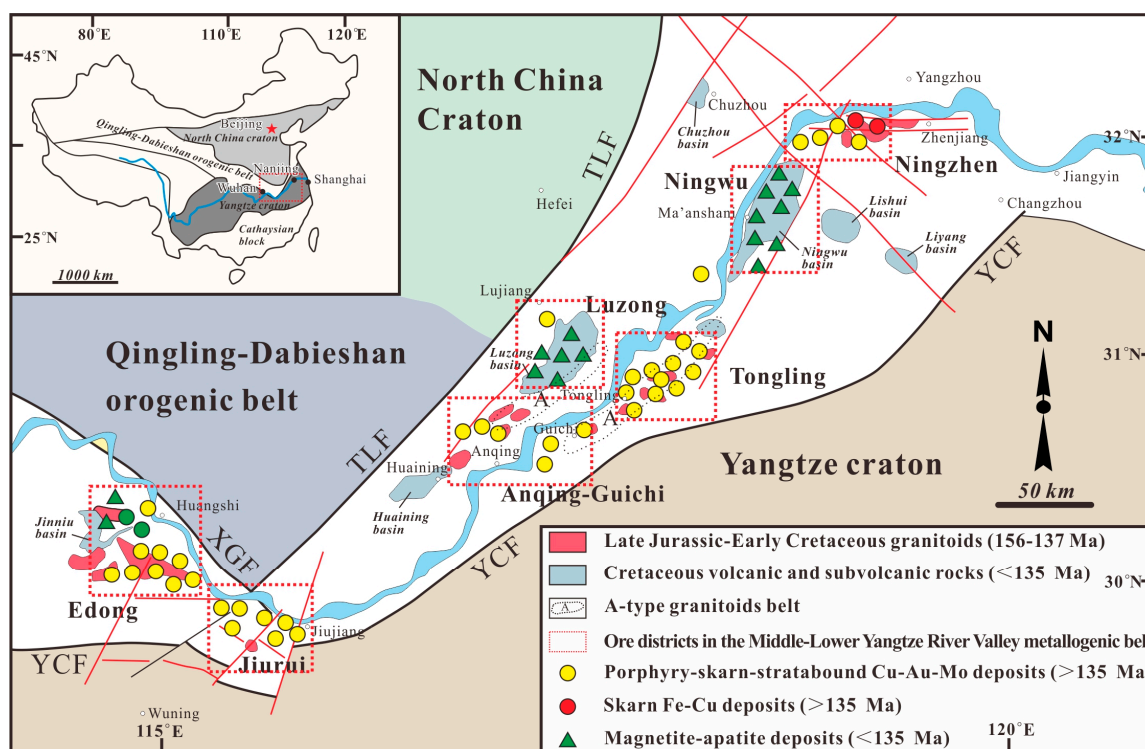 80°E
110°E
120°E
45°N
25°N
Beijing
North China craton
Qingling-Dabieshan orogenic belt
Nanjing
Wuhan
Shanghai
Yangtze craton
Cathaysian
block
1000 km
North China
Craton
TLF
Hefei
Chuzhou
Chuzhou
basin
Yangzhou
Zhenjiang
32°N
Ningzhen
Jiangyin
Changzhou
Ningwu
Ma'anshan
Ningwu
basin
Lishui
basin
Liyang
basin
YCF
Lujiang
Luzong
Luzong
basin
A
Tongling
31°N
Tongling
A
Guichi
Anqing
Anqing-Guichi
Qingling-Dabieshan
orogenic belt
TLF
Huaining
Huaining
basin
Yangtze craton
N
50 km
Jinniu
basin
Huangshi
XGF
YCF
Edong
Jiujiang
Jiurui
YCF
Wuning
115°E
120°E
30°N
Late Jurassic-Early Cretaceous granitoids (156-137 Ma)
Cretaceous volcanic and subvolcanic rocks (<135 Ma)
A
A-type granitoids belt
Ore districts in the Middle-Lower Yangtze River Valley metallogenic bel
Porphyry-skarn-stratabound Cu-Au-Mo deposits (>135 Ma
Skarn Fe-Cu deposits (>135 Ma)
Magnetite-apatite deposits (<135 Ma)